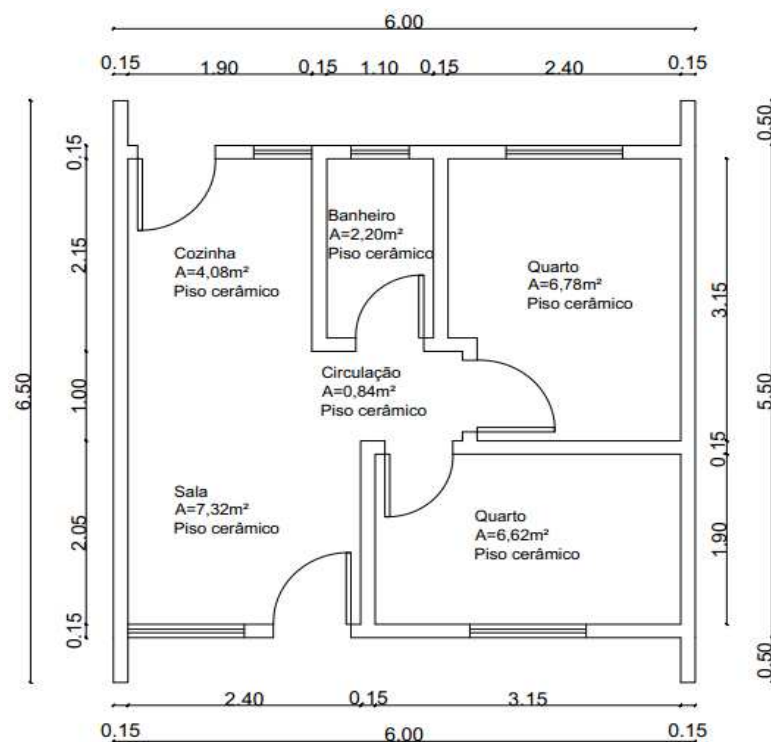 6.00
0.15
1.90
0.15
1.10
0.15
2.40
0.15
0.15
0.50
Banheiro
A=2,20m²
Piso cerâmico
Cozinha
A=4,08m²
Piso cerâmico
Quarto
A=6,78m²
Piso cerâmico
2.15
3.15
Circulação
A=0,84m²
Piso cerâmico
6.50
1.00
5.50
0.15
Sala
A=7,32m²
Piso cerâmico
Quarto
A=6,62m²
Piso cerâmico
2.05
1.90
0.15
0.50
2.40
0.15
3.15
0.15
0.15
6.00